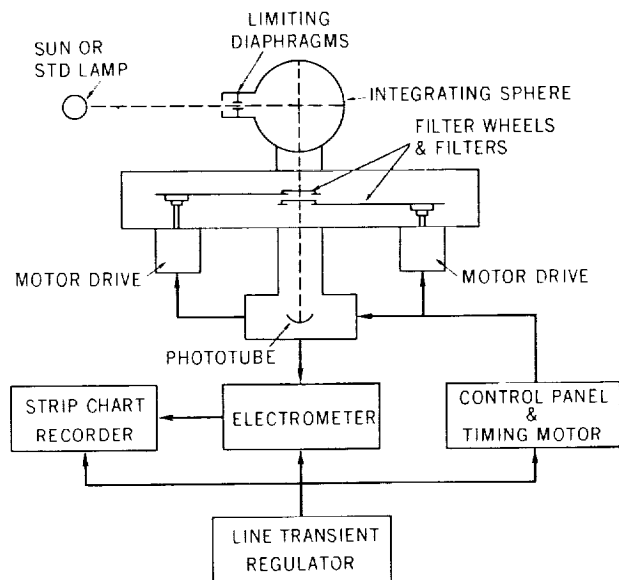 LIMITING
DIAPHRAGMS
SUN OR
STD LAMP
INTEGRATING SPHERE
FILTER WHEELS
& FILTERS
MOTOR DRIVE
MOTOR DRIVE
PHOTOTUBE
STRIP CHART
RECORDER
ELECTROMETER
CONTROL PANEL
&
TIMING MOTOR
LINE TRANSIENT
REGULATOR